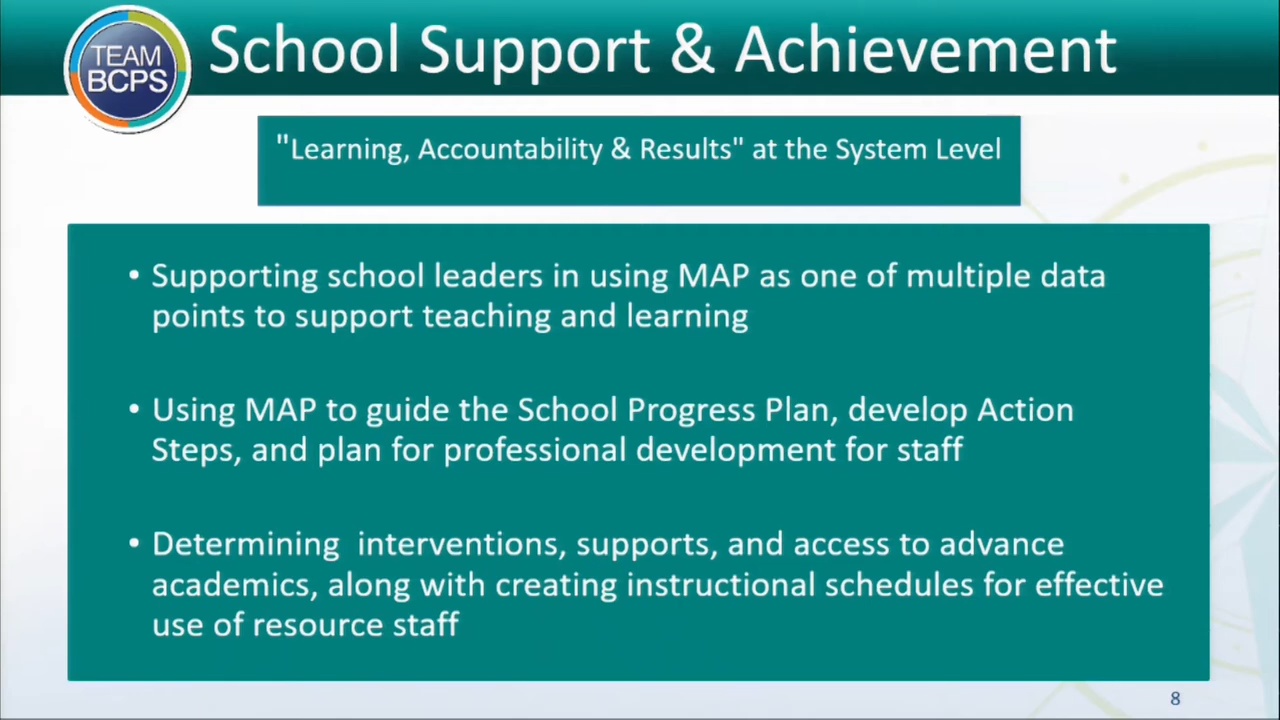 TEAM
BCPS
School Support & Achievement
"Learning, Accountability & Results" at the System Level
• Supporting school leaders in using MAP as one of multiple data
points to support teaching and learning
• Using MAP to guide the School Progress Plan, develop Action
Steps, and plan for professional development for staff
• Determining  interventions, supports, and access to advance
academics, along with creating instructional schedules for effective
use of resource staff
8